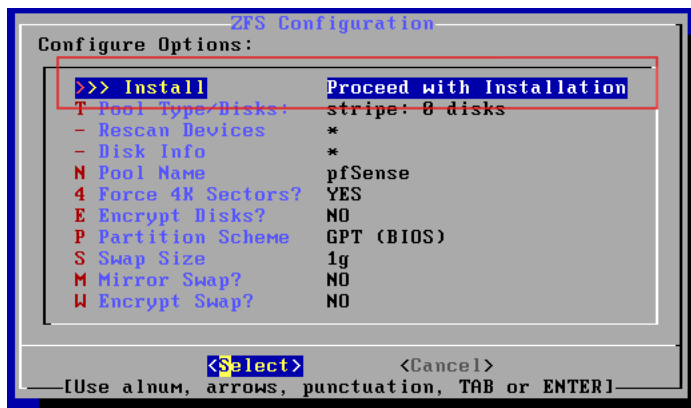 ZFS Configuration
Configure Options:
>>> Install Proceed with Installation
T Pool Type/Disks: stripe: 0 disks
- Rescan Devices *
- Disk Info *
N Pool Name pfSense
4 Force 4K Sectors? YES
E Encrypt Disks? NO
P Partition Scheme GPT (BIOS)
S Swap Size 1g
M Mirror Swap? NO
W Encrypt Swap? NO
<Select> <Cancel>
[Use alnum, arrows, punctuation, TAB or ENTER]